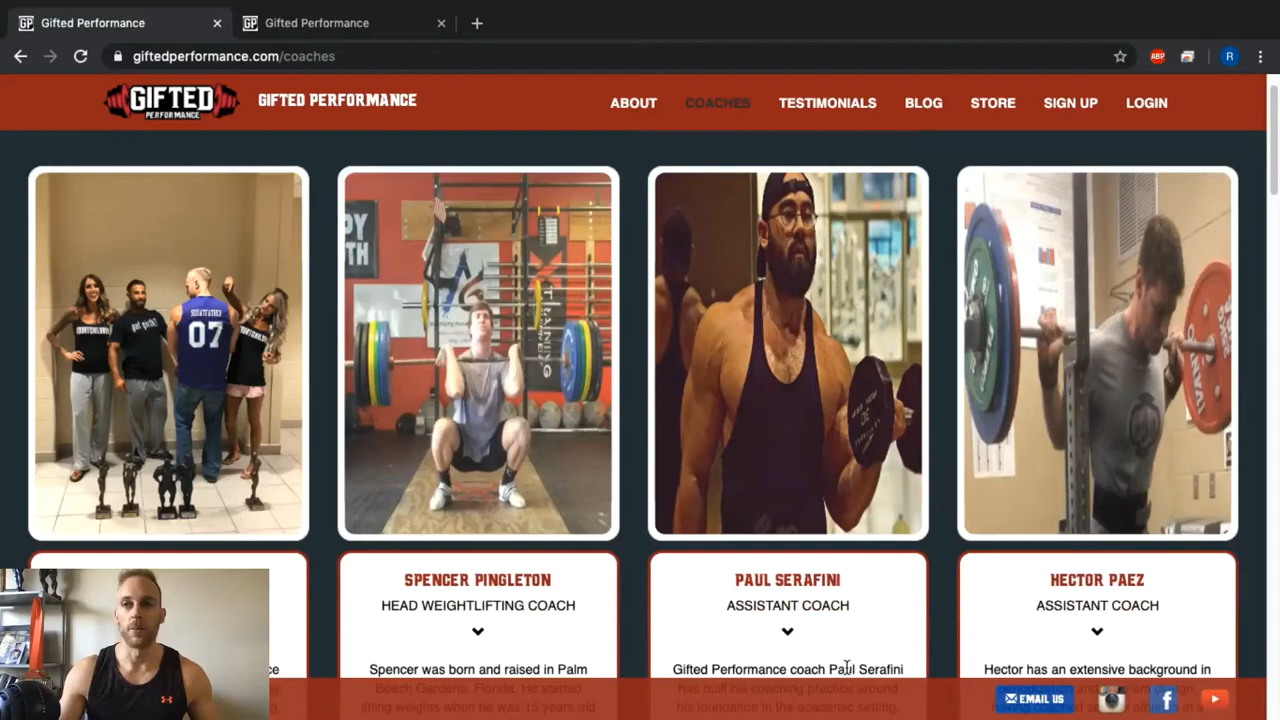 Gifted Performance
Gifted Performance
giftedperformance.com/coaches
ABP
R
GIFTED
PERFORMANCE
GIFTED PERFORMANCE
ABOUT
COACHES
TESTIMONIALS
BLOG
STORE
SIGN UP
LOGIN
SQUATFATHER
07
SPENCER PINGLETON
HEAD WEIGHTLIFTING COACH
Spencer was born and raised in Palm
Beach Gardens, Florida. He started
lifting weights when he was 15 years old
PAUL SERAFINI
ASSISTANT COACH
Gifted Performance coach Paul Serafini
has built his coaching practice around
his foundation in the academic setting,
HECTOR PAEZ
ASSISTANT COACH
Hector has an extensive background in
EMAIL US